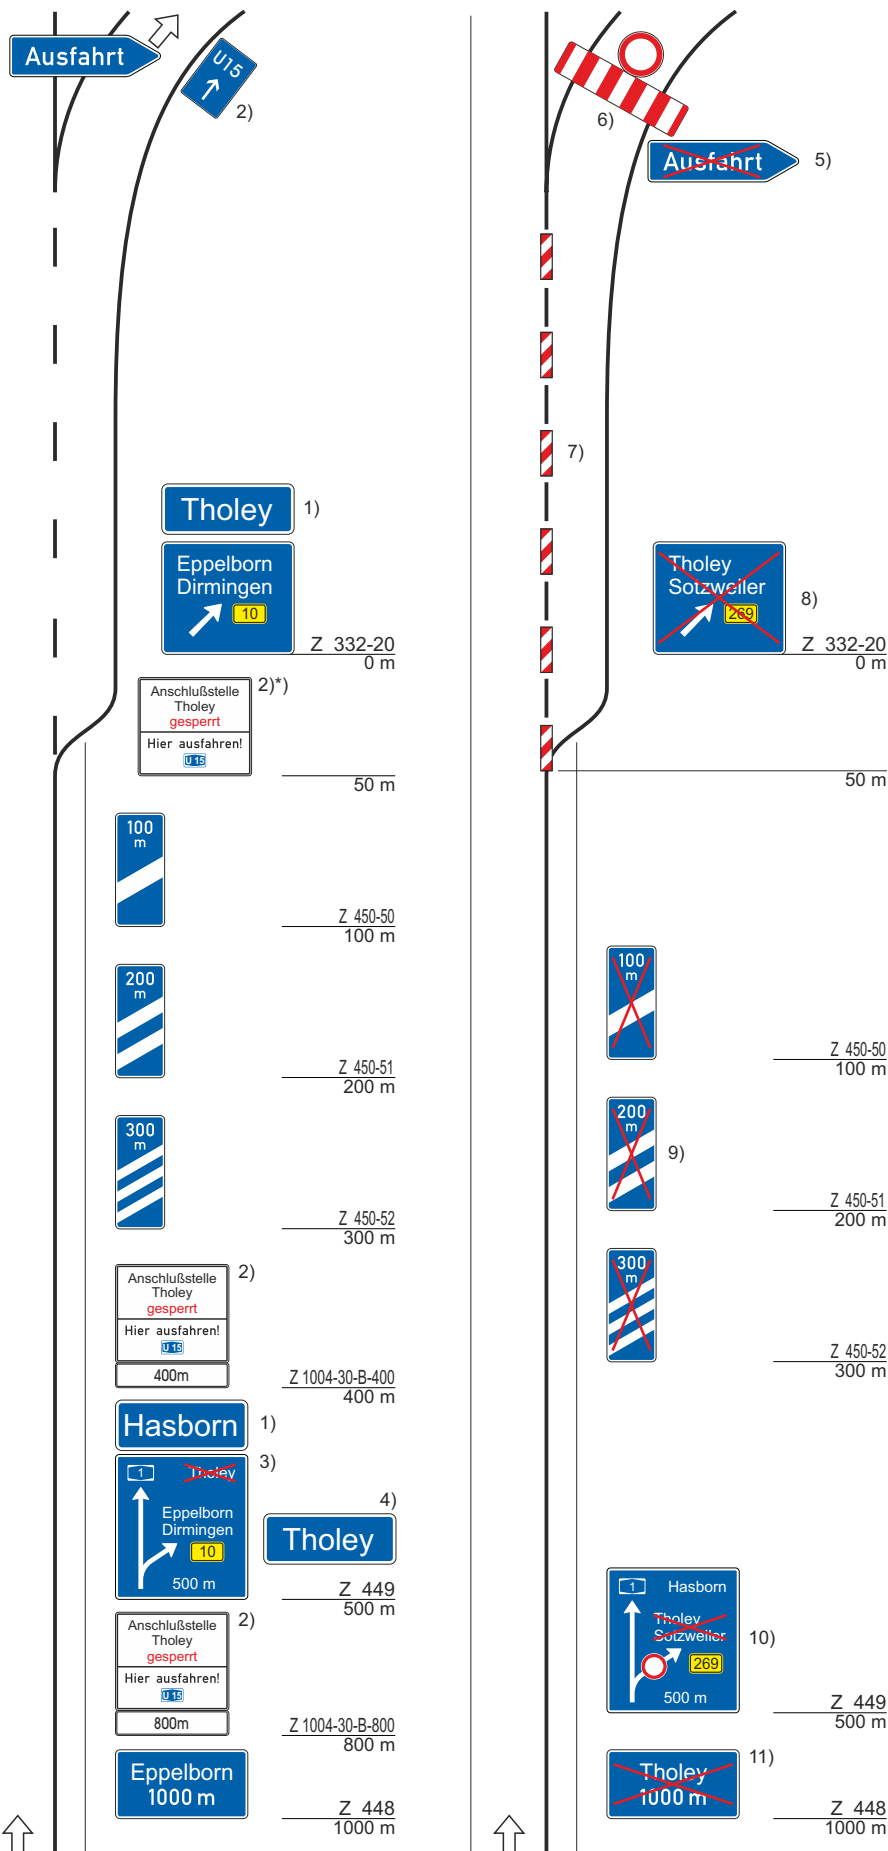 Ausfahrt
U15
2)
Tholey
1)
Eppelborn
Dirmingen
10
Z 332-20
0 m
Anschlußstelle
Tholey
gesperrt
Hier ausfahren!
U 15
2)*)
50 m
100
m
Z 450-50
100 m
200
m
Z 450-51
200 m
300
m
Z 450-52
300 m
Anschlußstelle
Tholey
gesperrt
Hier ausfahren!
U 15
400m
2)
Z 1004-30-B-400
400 m
Hasborn
1)
1 Tholey
3)
Eppelborn
Dirmingen
10
500 m
4)
Tholey
Z 449
500 m
Anschlußstelle
Tholey
gesperrt
Hier ausfahren!
U 15
800m
2)
Z 1004-30-B-800
800 m
Eppelborn
1000 m
Z 448
1000 m
6)
Ausfahrt
5)
7)
Tholey
Sotzweiler
269
8)
Z 332-20
0 m
50 m
100
m
Z 450-50
100 m
200
m
9)
Z 450-51
200 m
300
m
Z 450-52
300 m
1 Hasborn
Tholey
Sotzweiler
269
500 m
10)
Z 449
500 m
Tholey
1000 m
11)
Z 448
1000 m